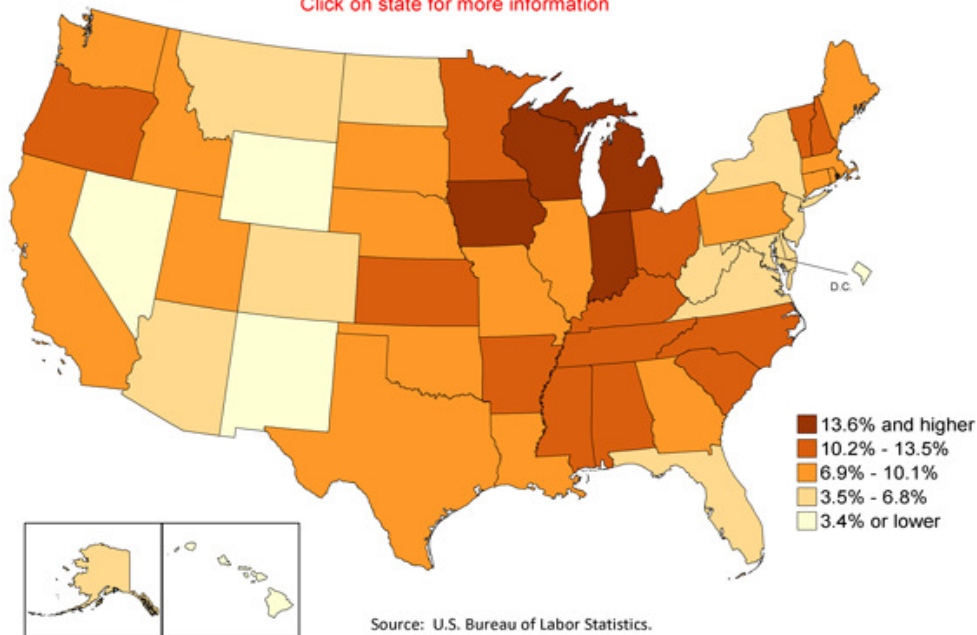 Click on state for more information
D.C.
13.6% and higher
10.2% - 13.5%
6.9% - 10.1%
3.5% - 6.8%
3.4% or lower
Source: U.S. Bureau of Labor Statistics.